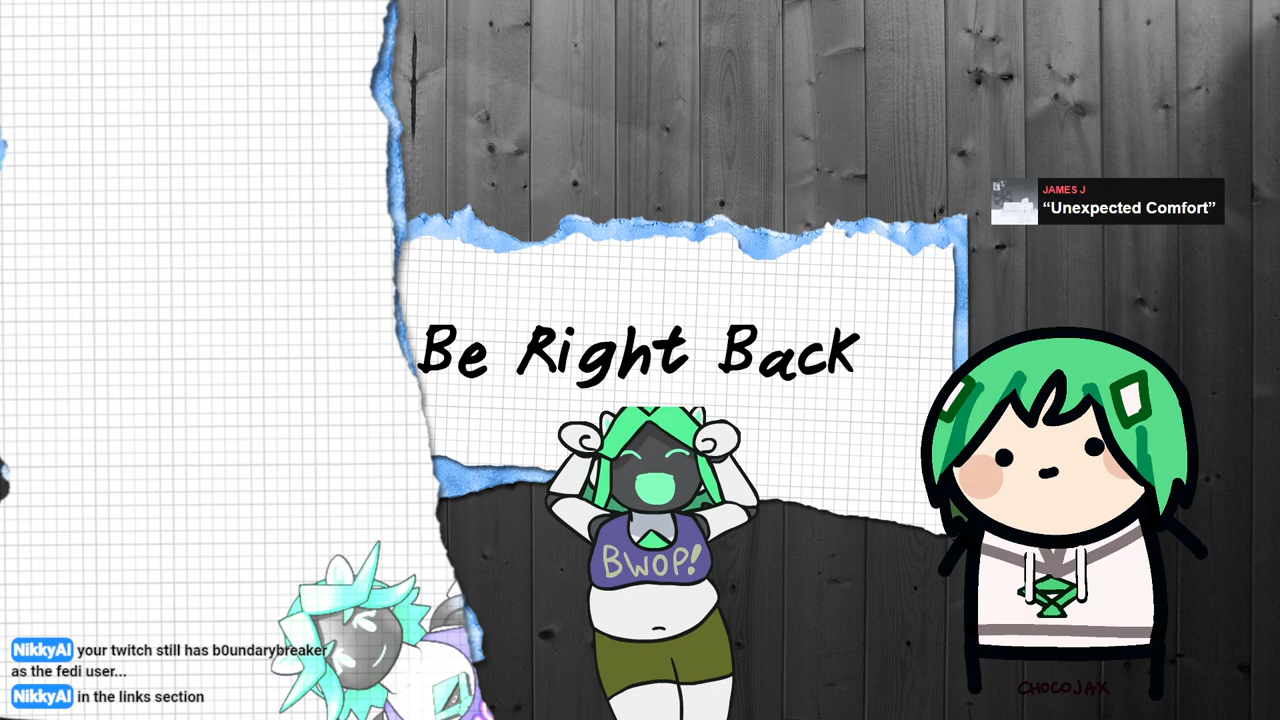 JAMES J
“Unexpected Comfort”
Be Right Back
BWOP!
NikkyAI your twitch still has b0undarybreaker
as the fedi user...
NikkyAI in the links section
CHOCOJAX